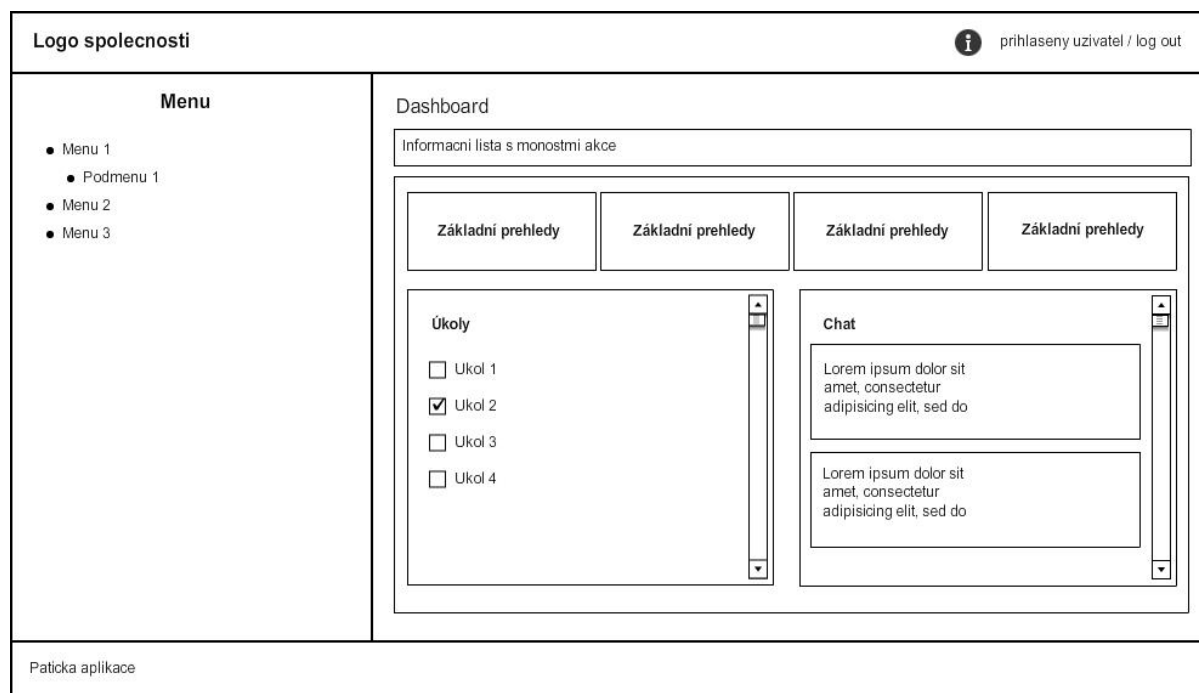 Logo spolecnosti
prihlaseny uzivatel / log out
Menu
Menu 1
Podmenu 1
Menu 2
Menu 3
Dashboard
Informacni lista s monostmi akce
Základní prehledy
Základní prehledy
Základní prehledy
Základní prehledy
Úkoly
Ukol 1
Ukol 2
Ukol 3
Ukol 4
Chat
Lorem ipsum dolor sit
amet, consectetur
adipisicing elit, sed do
Lorem ipsum dolor sit
amet, consectetur
adipisicing elit, sed do
Paticka aplikace